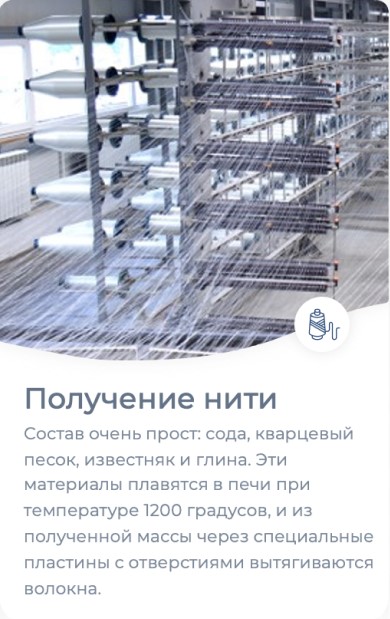 Получение нити
Состав очень прост: сода, кварцевый
песок, известняк и глина. Эти
материалы плавятся в печи при
температуре 1200 градусов, и из
полученной массы через специальные
пластины с отверстиями вытягиваются
волокна.